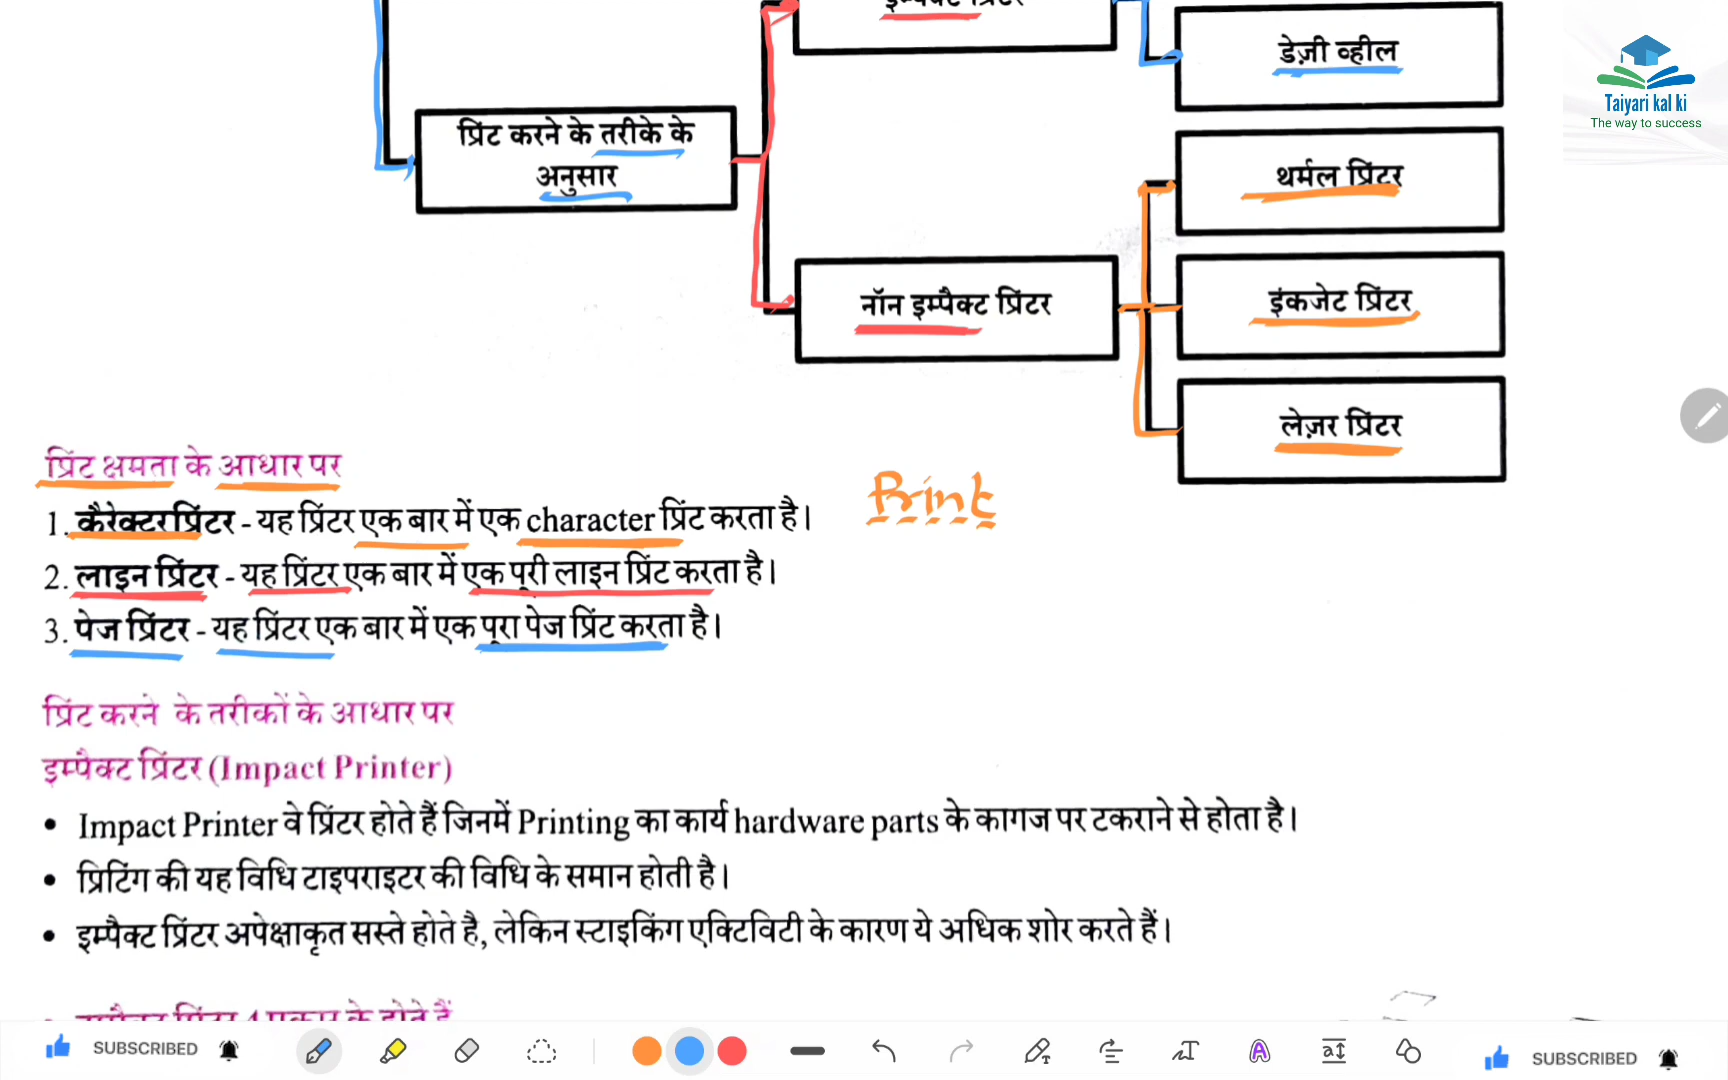 डेज़ी व्हील
Taiyari kal ki
The way to success
प्रिंट करने के तरीके के
अनुसार
थर्मल प्रिंटर
नॉन इम्पैक्ट प्रिंटर
इंकजेट प्रिंटर
लेज़र प्रिंटर
प्रिंट क्षमता के आधार पर
Print
1. कैरेक्टर प्रिंटर - यह प्रिंटर एक बार में एक character प्रिंट करता है।
2. लाइन प्रिंटर - यह प्रिंटर एक बार में एक पूरी लाइन प्रिंट करता है।
3. पेज प्रिंटर - यह प्रिंटर एक बार में एक पूरा पेज प्रिंट करता है।
प्रिंट करने के तरीकों के आधार पर
इम्पैक्ट प्रिंटर (Impact Printer)
• Impact Printer वे प्रिंटर होते हैं जिनमें Printing का कार्य hardware parts के कागज पर टकराने से होता है।
• प्रिटिंग की यह विधि टाइपराइटर की विधि के समान होती है।
• इम्पैक्ट प्रिंटर अपेक्षाकृत सस्ते होते है, लेकिन स्टाइकिंग एक्टिविटी के कारण ये अधिक शोर करते हैं।
SUBSCRIBED
SUBSCRIBED